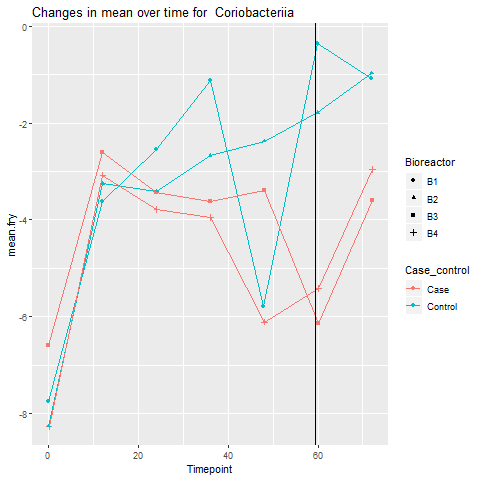 Changes in mean over time for  Coriobacteriia
mean.fry
0
-2
-4
-6
-8
0
20
40
60
Timepoint
Bioreactor
B1
B2
B3
B4
Case_control
Case
Control